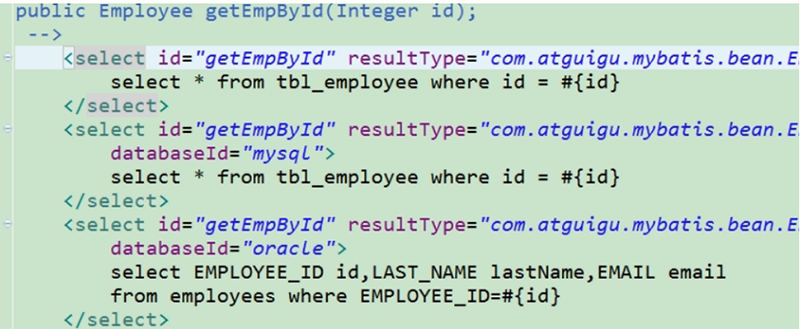 public Employee getEmpById(Integer id);
-->
<select id="getEmpById" resultType="com.atguigu.mybatis.bean.E
select * from tbl_employee where id = #{id}
</select>
<select id="getEmpById" resultType="com.atguigu.mybatis.bean.E
databaseId="mysql">
select * from tbl_employee where id = #{id}
</select>
<select id="getEmpById" resultType="com.atguigu.mybatis.bean.E
databaseId="oracle">
select EMPLOYEE_ID id,LAST_NAME lastName,EMAIL email
from employees where EMPLOYEE_ID=#{id}
</select>